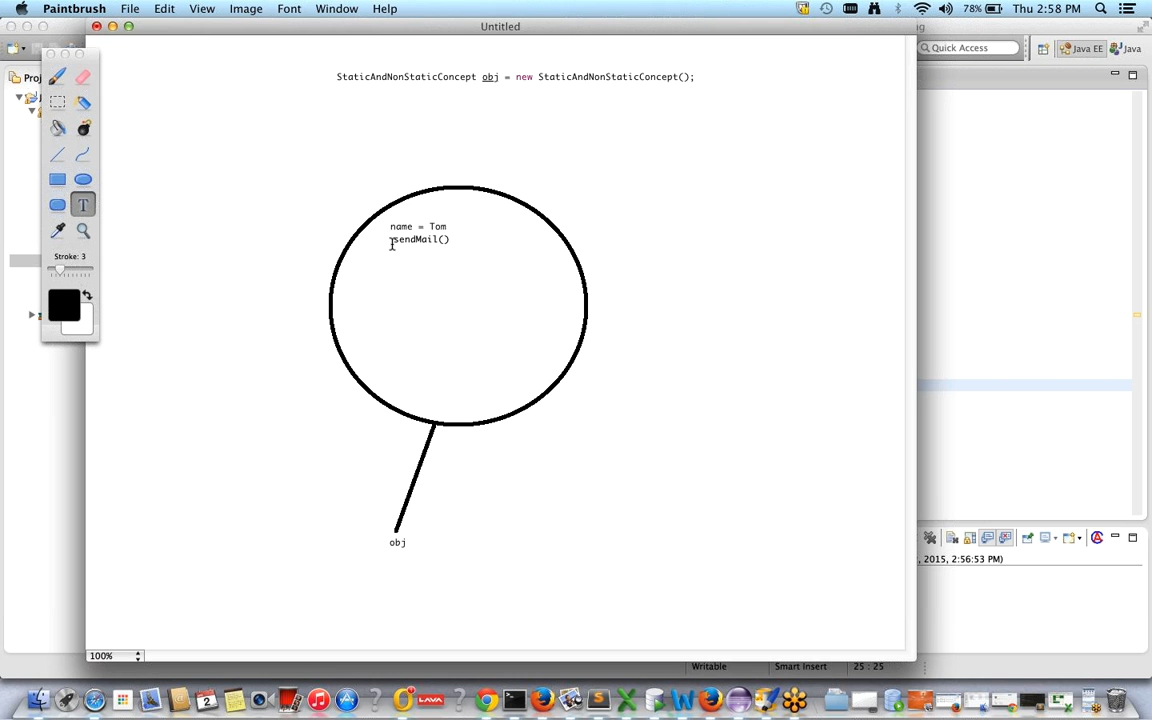 Paintbrush File Edit View Image Font Window Help
78% Thu 2:58 PM
Untitled
Quick Access
Java EE
Java
StaticAndNonStaticConcept obj = new StaticAndNonStaticConcept();
name = Tom
sendMail()
Stroke: 3
T
obj
, 2015, 2:56:53 PM)
100%
Writable Smart Insert 25 : 25